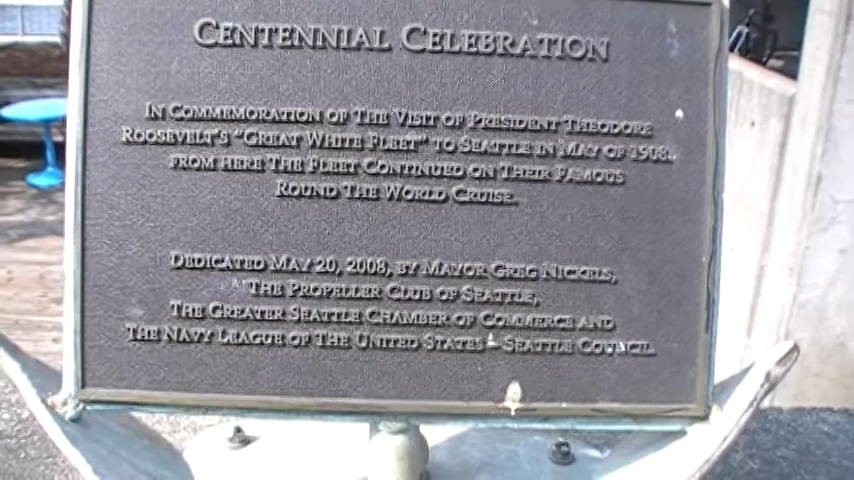 CENTENNIAL CELEBRATION
IN COMMEMORATION OF THE VISIT OF PRESIDENT THEODORE
ROOSEVELT'S "GREAT WHITE FLEET" TO SEATTLE IN MAY OF 1908.
FROM HERE THE FLEET CONTINUED ON THEIR FAMOUS
ROUND THE WORLD CRUISE.
DEDICATED MAY 20, 2008, BY MAYOR GREG NICKELS,
THE PROPELLER CLUB OF SEATTLE,
THE GREATER SEATTLE CHAMBER OF COMMERCE AND
THE NAVY LEAGUE OF THE UNITED STATES - SEATTLE COUNCIL.